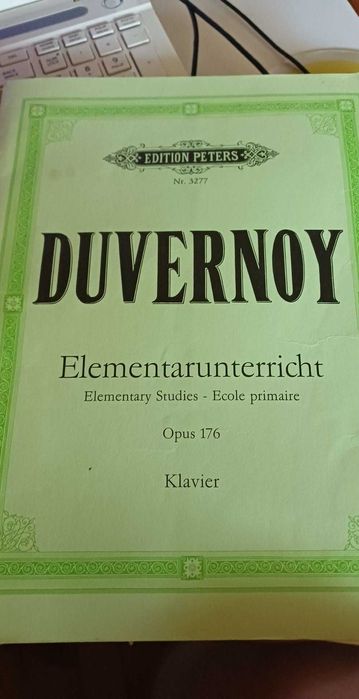 EDITION PETERS
Nr. 3277
DUVERNOY
Elementarunterricht
Elementary Studies - Ecole primaire
Opus 176
Klavier